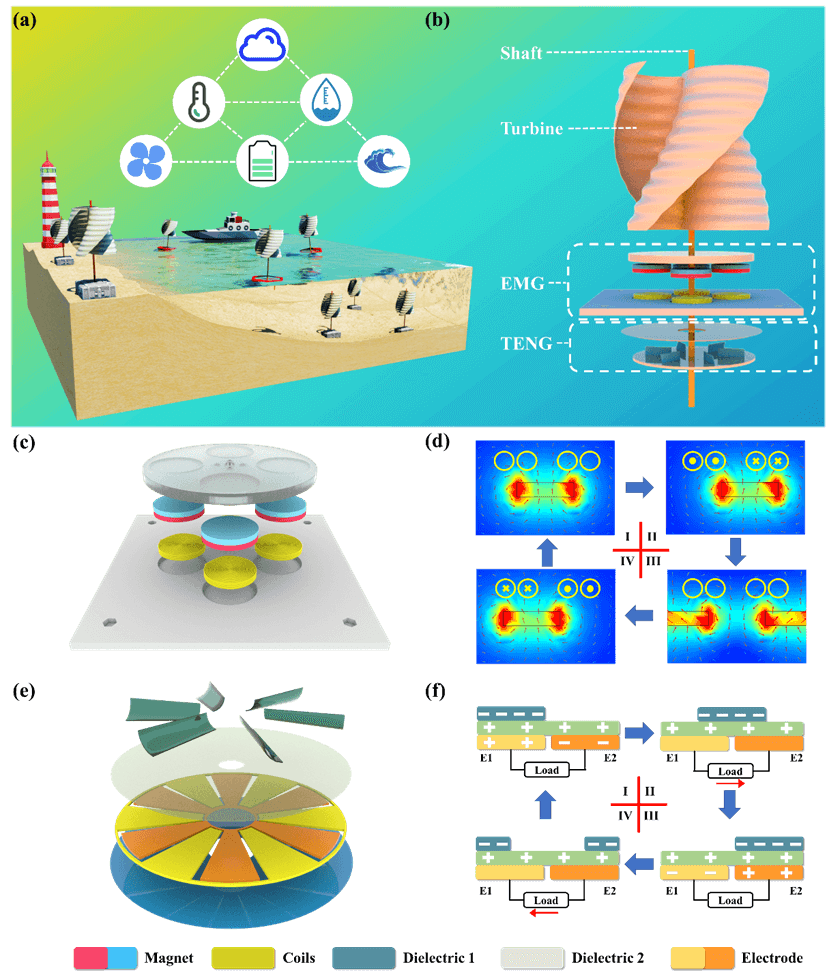 (a)
(b)
Shaft
Turbine
EMG
TENG
(c)
(d)
I II
IV III
(e)
(f)
E1 E2
Load
E1 E2
Load
I II
IV III
E1 E2
Load
E1 E2
Load
Magnet Coils Dielectric 1 Dielectric 2 Electrode